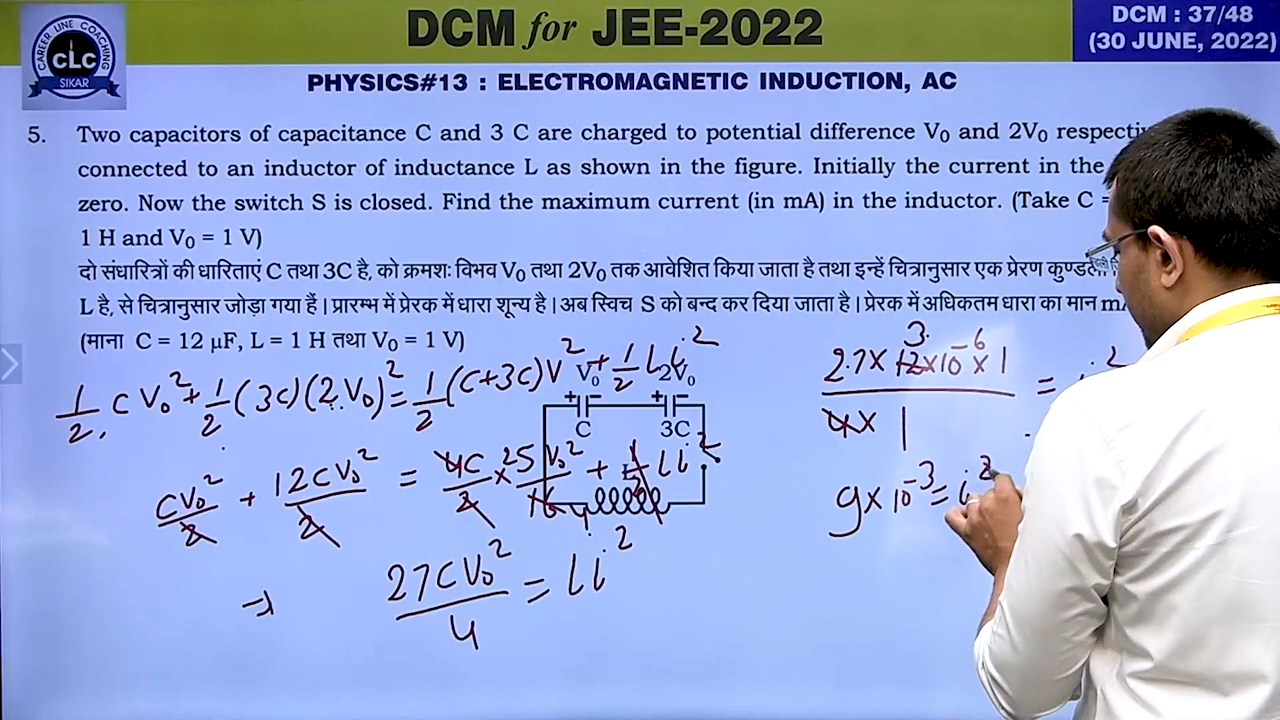 CAREER LINE COACHING
CLC
SIKAR
DCM for JEE-2022
DCM : 37/48
(30 JUNE, 2022)
PHYSICS#13 : ELECTROMAGNETIC INDUCTION, AC
5. Two capacitors of capacitance C and 3 C are charged to potential difference V₀ and 2V₀
connected to an inductor of inductance L as shown in the figure. Initially the current in the
zero. Now the switch S is closed. Find the maximum current (in mA) in the inductor. (Take C =
1 H and V₀ = 1 V)
दो संधारित्रों की धारिताएं C तथा 3C है, को क्रमशः विभव V₀ तथा 2V₀ तक आवेशित किया जाता है तथा इन्हें चित्रानुसार एक प्रेरण
L है, से चित्रानुसार जोड़ा गया हैं। प्रारम्भ में प्रेरक में धारा शून्य है। अब स्विच S को बन्द कर दिया जाता है। प्रेरक में अधिकतम धारा का मान
(माना C = 12 μF, L = 1 H तथा V₀ = 1 V)
1/2 C V₀² + 1/2 (3C)(2V₀)² = 1/2 (C+3C)V² + 1/2 Li²
V₀ 2V₀
+ +
C 3C
CV₀²/2 + 12CV₀²/2 = 4C/2 × 25V₀²/16 + 1/2 Li²
⇒ 27CV₀²/4 = Li²
27×12×10⁻⁶×1 / 4×1 = i²
3
9×10⁻³ = i